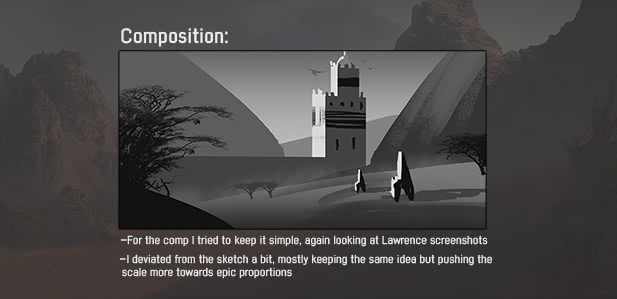 Composition:
-For the comp I tried to keep it simple, again looking at Lawrence screenshots
-I deviated from the sketch a bit, mostly keeping the same idea but pushing the
scale more towards epic proportions